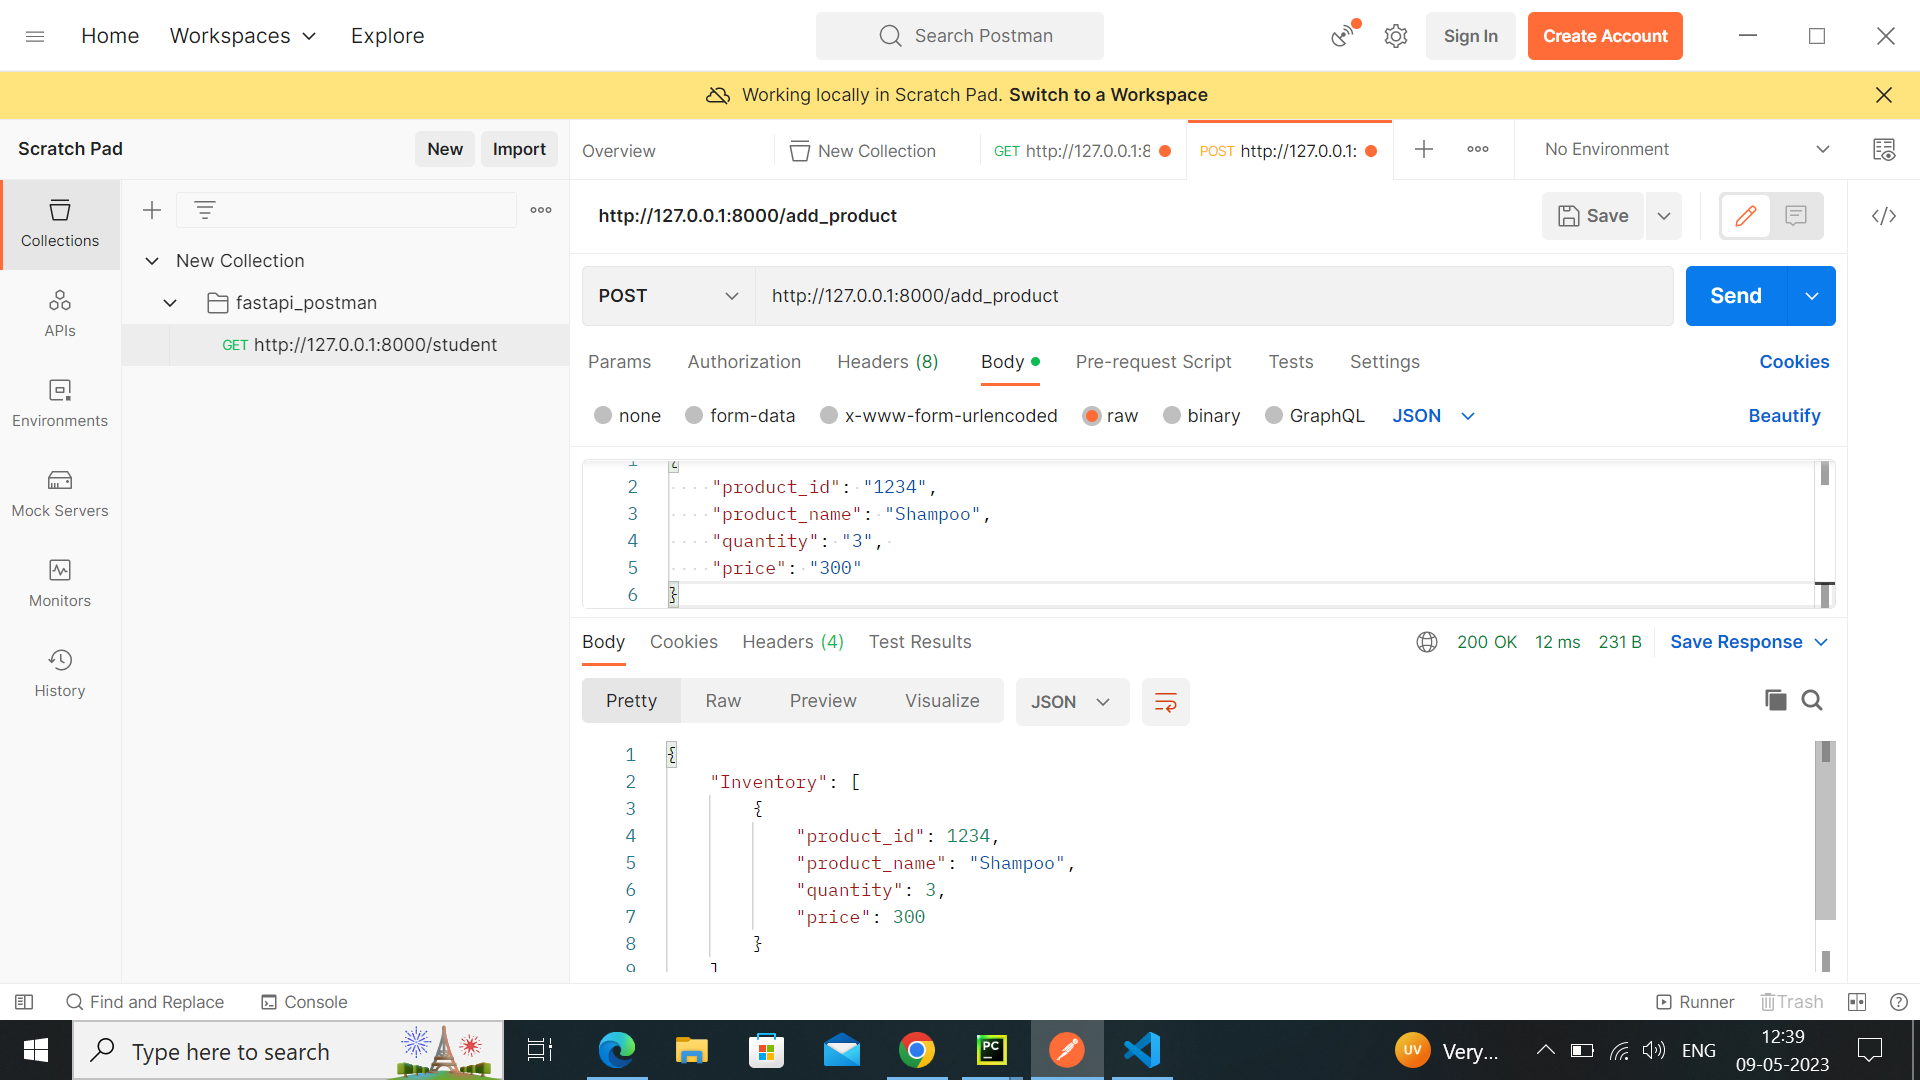 Home
Workspaces
Explore
Search Postman
Sign In
Create Account
Working locally in Scratch Pad. Switch to a Workspace
Scratch Pad
New
Import
Overview
New Collection
GET http://127.0.0.1:8
POST http://127.0.0.1:
No Environment
Collections
APIs
Environments
Mock Servers
Monitors
History
New Collection
fastapi_postman
GET http://127.0.0.1:8000/student
http://127.0.0.1:8000/add_product
Save
POST
http://127.0.0.1:8000/add_product
Send
Params
Authorization
Headers (8)
Body
Pre-request Script
Tests
Settings
Cookies
none
form-data
x-www-form-urlencoded
raw
binary
GraphQL
JSON
Beautify
1 {
2 "product_id": "1234",
3 "product_name": "Shampoo",
4 "quantity": "3",
5 "price": "300"
6 }
Body
Cookies
Headers (4)
Test Results
200 OK
12 ms
231 B
Save Response
Pretty
Raw
Preview
Visualize
JSON
1 {
2 "Inventory": [
3 {
4 "product_id": 1234,
5 "product_name": "Shampoo",
6 "quantity": 3,
7 "price": 300
8 }
9 ]
Find and Replace
Console
Runner
Trash
Type here to search
PC
UV
Very...
ENG
12:39
09-05-2023